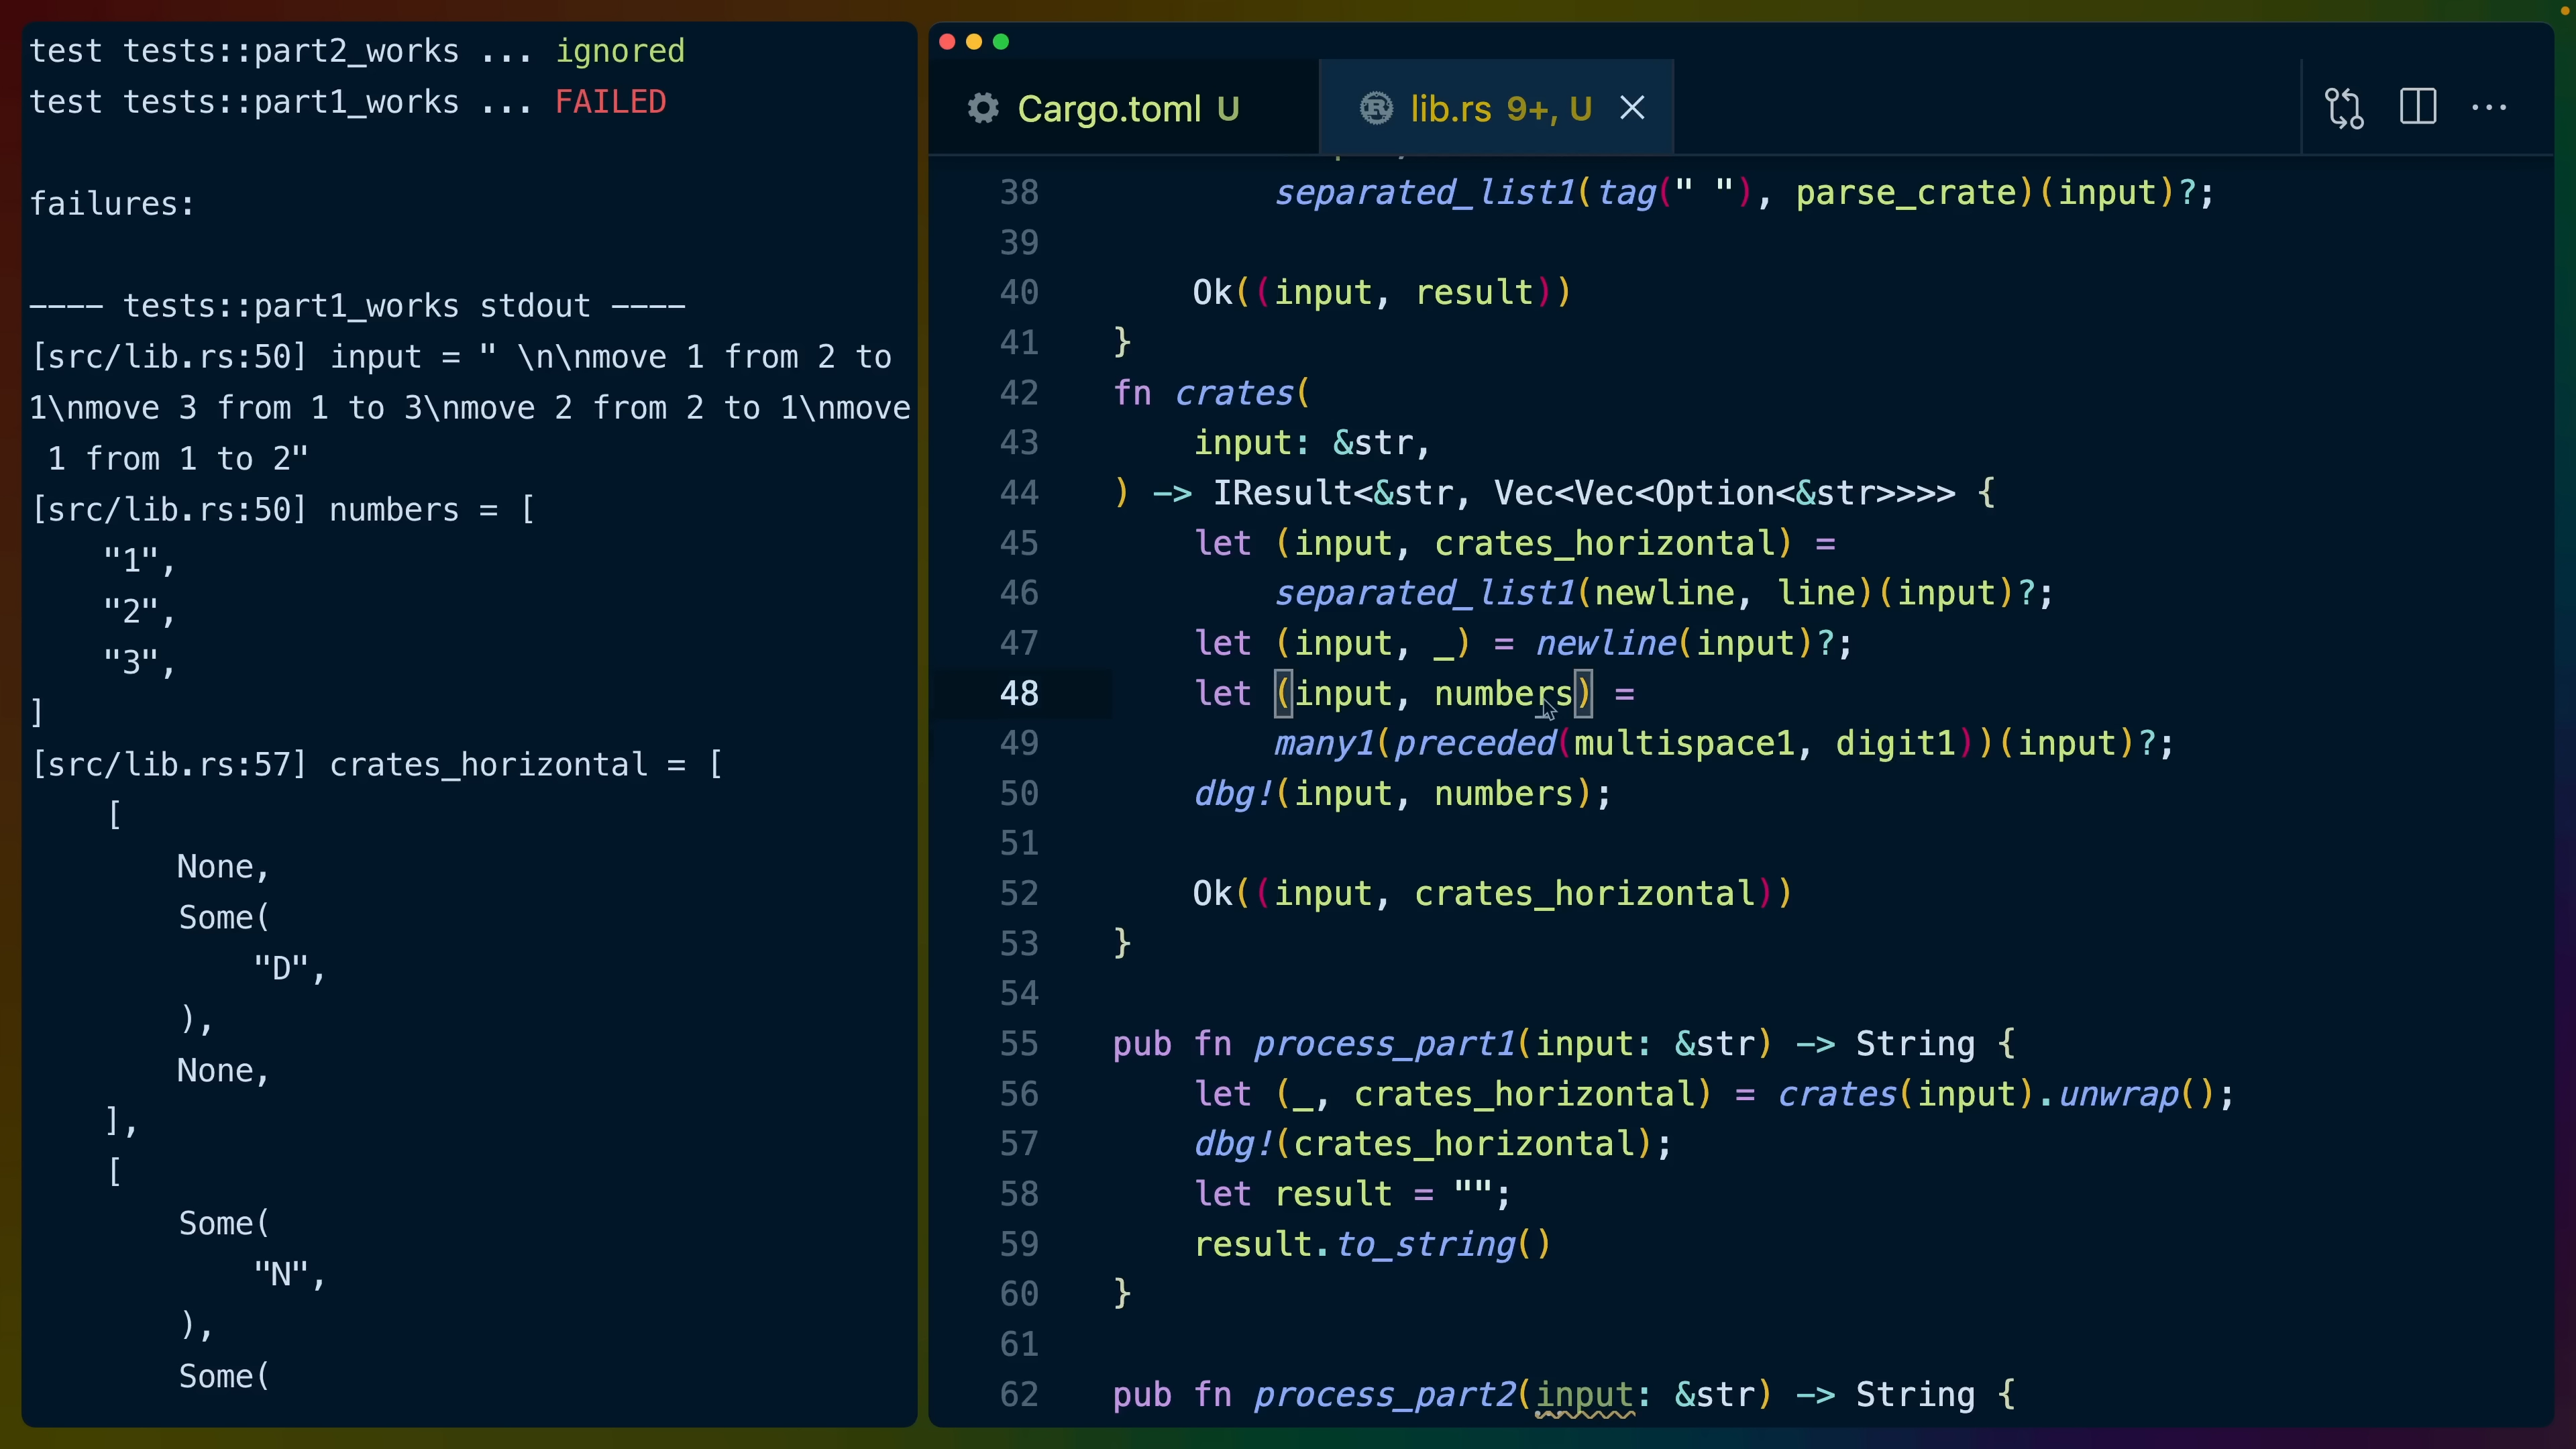 test tests::part2_works ... ignored
test tests::part1_works ... FAILED
failures:
---- tests::part1_works stdout ----
[src/lib.rs:50] input = " \n\nmove 1 from 2 to
1\nmove 3 from 1 to 3\nmove 2 from 2 to 1\nmove
 1 from 1 to 2"
[src/lib.rs:50] numbers = [
    "1",
    "2",
    "3",
]
[src/lib.rs:57] crates_horizontal = [
    [
        None,
        Some(
            "D",
        ),
        None,
    ],
    [
        Some(
            "N",
        ),
        Some(
Cargo.toml U
lib.rs 9+, U
38         separated_list1(tag(" "), parse_crate)(input)?;
39
40     Ok((input, result))
41 }
42 fn crates(
43     input: &str,
44 ) -> IResult<&str, Vec<Vec<Option<&str>>>> {
45     let (input, crates_horizontal) =
46         separated_list1(newline, line)(input)?;
47     let (input, _) = newline(input)?;
48     let (input, numbers) =
49         many1(preceded(multispace1, digit1))(input)?;
50     dbg!(input, numbers);
51
52     Ok((input, crates_horizontal))
53 }
54
55 pub fn process_part1(input: &str) -> String {
56     let (_, crates_horizontal) = crates(input).unwrap();
57     dbg!(crates_horizontal);
58     let result = "";
59     result.to_string()
60 }
61
62 pub fn process_part2(input: &str) -> String {